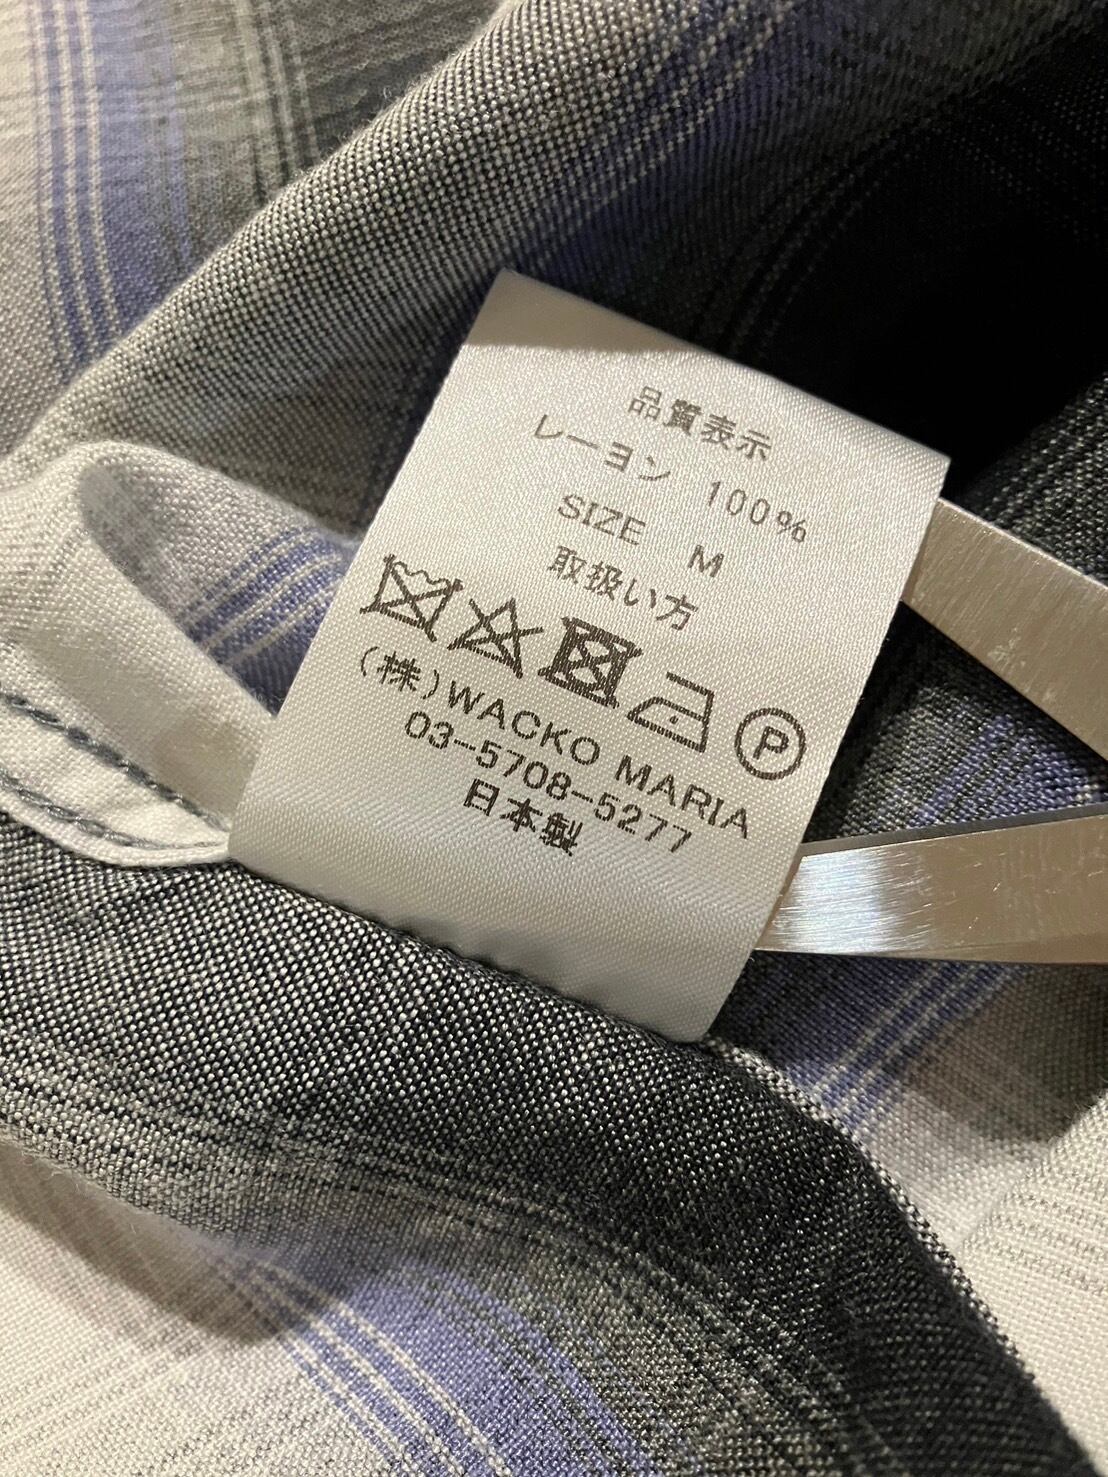 品質表示
レーヨン 100%
SIZE M
取扱い方
P
(株)WACKO MARIA
03-5708-5277
日本製